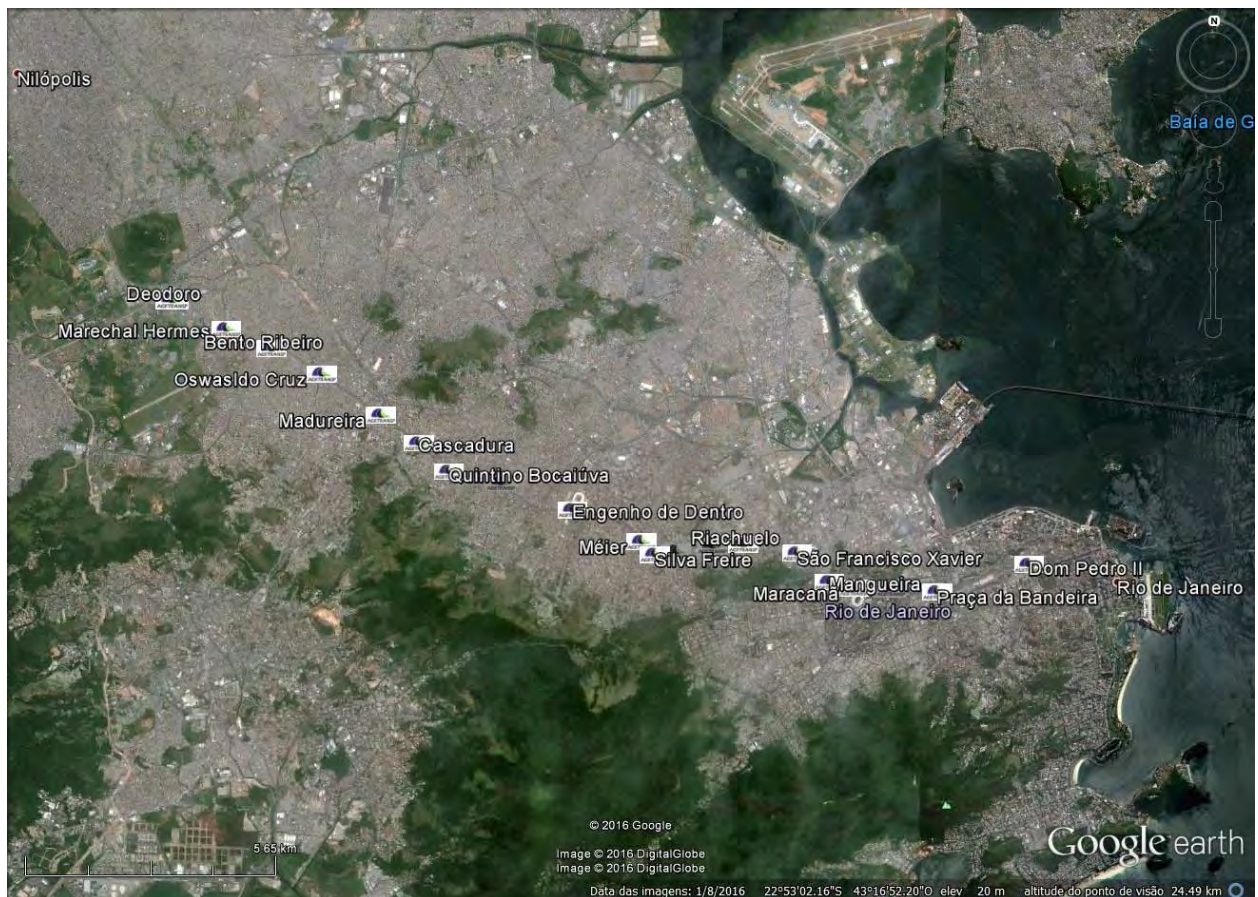 N
Nilópolis
Baía de G
Deodoro
Marechal Hermes
Bento Ribeiro
Oswasldo Cruz
Madureira
Cascadura
Quintino Bocaiúva
Engenho de Dentro
Riachuelo
Méier
Silva Freire
São Francisco Xavier
Dom Pedro II
Mangueira
Maracanã
Praça da Bandeira
Rio de Janeiro
Rio de Janeiro
© 2016 Google
Image © 2016 DigitalGlobe
Image © 2016 DigitalGlobe
5.65 km
Google earth
Data das imagens: 1/8/2016 22°53'02.16"S 43°16'52.20"O elev 20 m altitude do ponto de visão 24.49 km